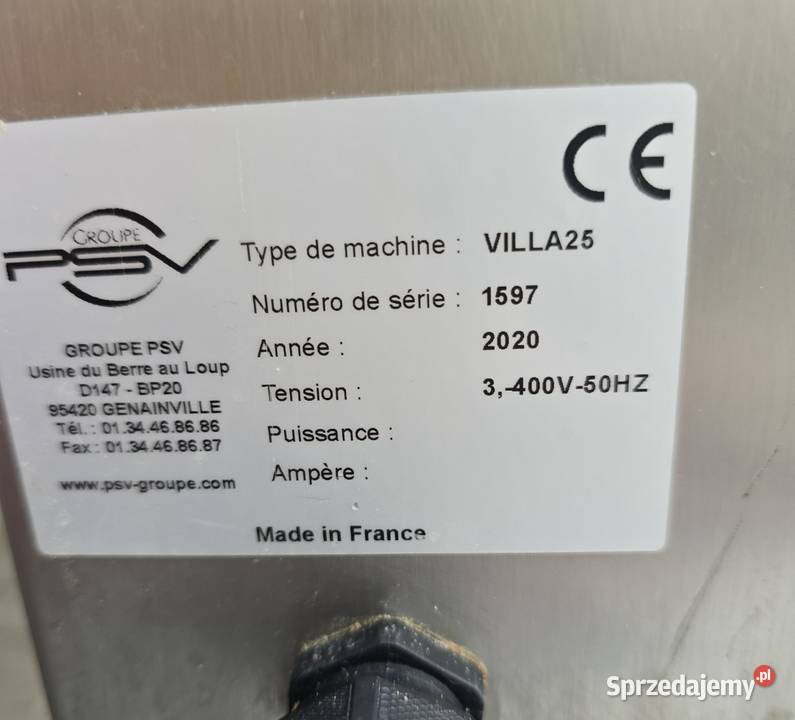 CE
GROUPE
PSV
Type de machine : VILLA25
Numéro de série : 1597
Année : 2020
Tension : 3,-400V-50HZ
Puissance :
Ampère :
Made in France
GROUPE PSV
Usine du Berre au Loup
D147 - BP20
95420 GENAINVILLE
Tél. : 01.34.46.86.86
Fax : 01.34.46.86.87
www.psv-groupe.com
Sprzedajemy.pl